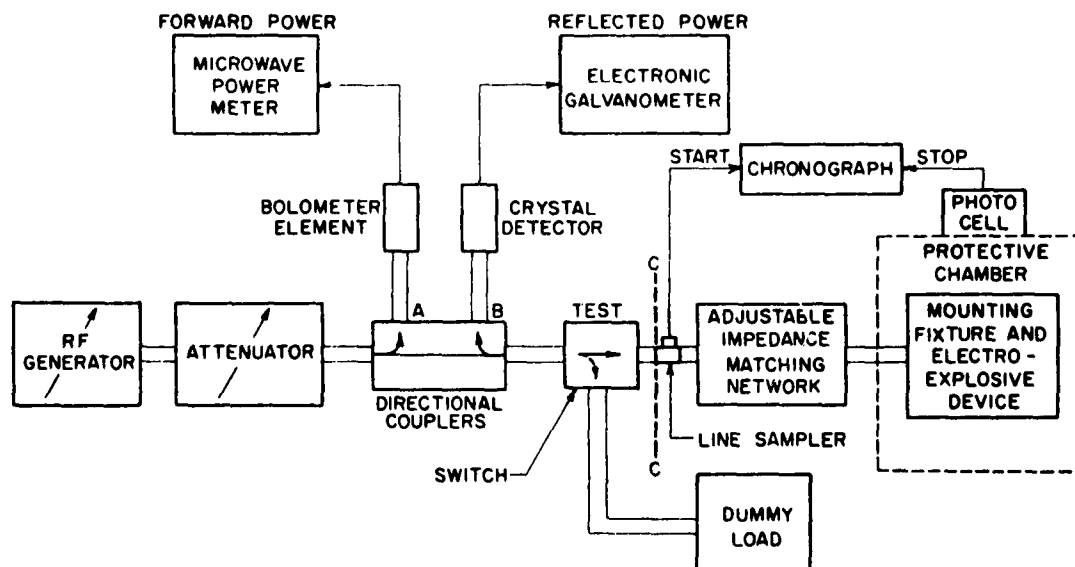 FORWARD POWER
MICROWAVE
POWER
METER
REFLECTED POWER
ELECTRONIC
GALVANOMETER
START
CHRONOGRAPH
STOP
BOLOMETER
ELEMENT
CRYSTAL
DETECTOR
PHOTO
CELL
PROTECTIVE
CHAMBER
RF
GENERATOR
ATTENUATOR
A
B
DIRECTIONAL
COUPLERS
TEST
SWITCH
C
C
ADJUSTABLE
IMPEDANCE
MATCHING
NETWORK
LINE SAMPLER
MOUNTING
FIXTURE AND
ELECTRO-
EXPLOSIVE
DEVICE
DUMMY
LOAD